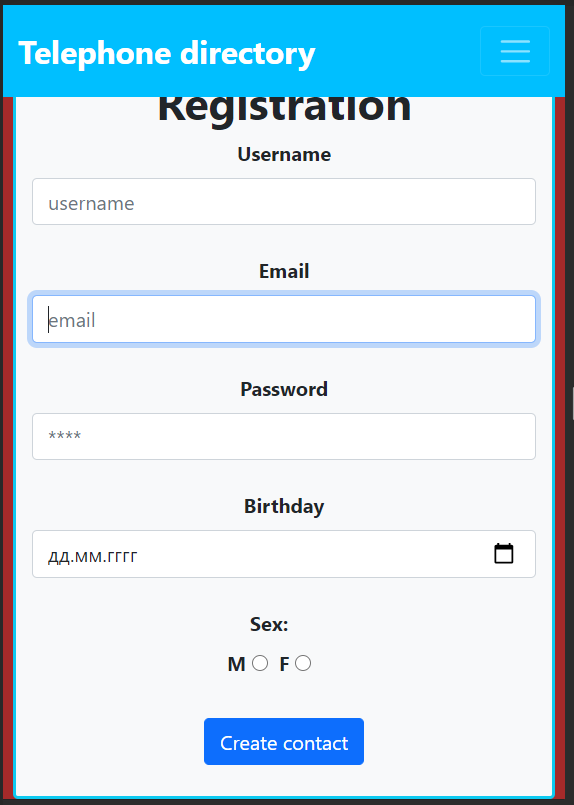 Telephone directory
Registration
Username
username
Email
email
Password
****
Birthday
дд.мм.гггг
Sex:
M F
Create contact